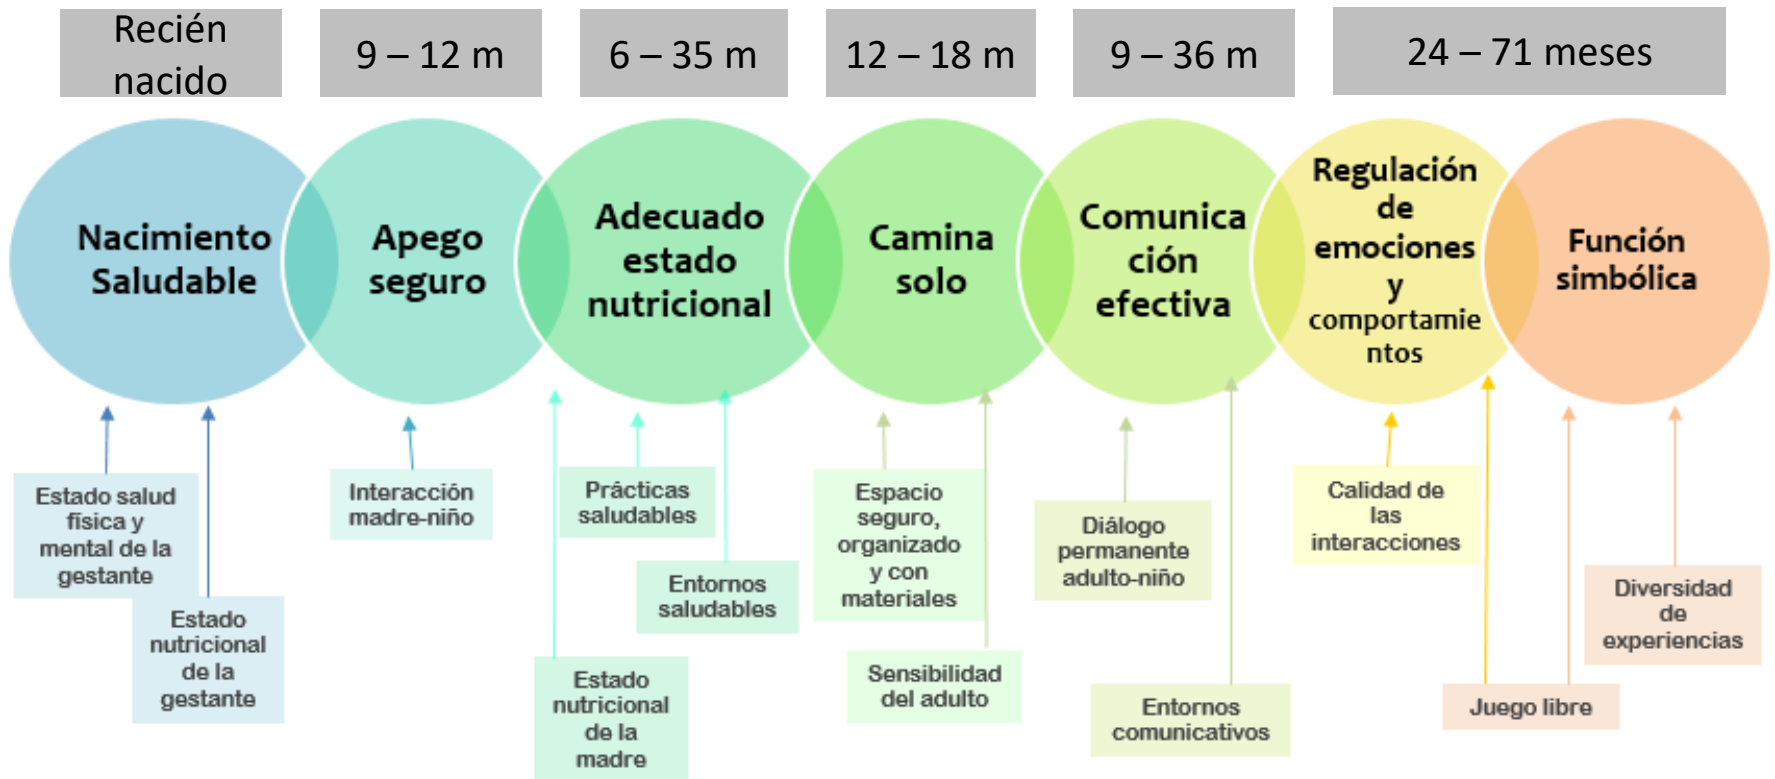 Recién
nacido
9 – 12 m
6 – 35 m
12 – 18 m
9 – 36 m
24 – 71 meses
Nacimiento
Saludable
Apego
seguro
Adecuado
estado
nutricional
Camina
solo
Comunica
ción
efectiva
Regulación
de
emociones
y
comportamie
ntos
Función
simbólica
Estado salud
física y
mental de la
gestante
Estado
nutricional
de la
gestante
Interacción
madre-niño
Prácticas
saludables
Entornos
saludables
Estado
nutricional
de la
madre
Espacio
seguro,
organizado
y con
materiales
Sensibilidad
del adulto
Diálogo
permanente
adulto-niño
Entornos
comunicativos
Calidad de
las
interacciones
Juego libre
Diversidad
de
experiencias